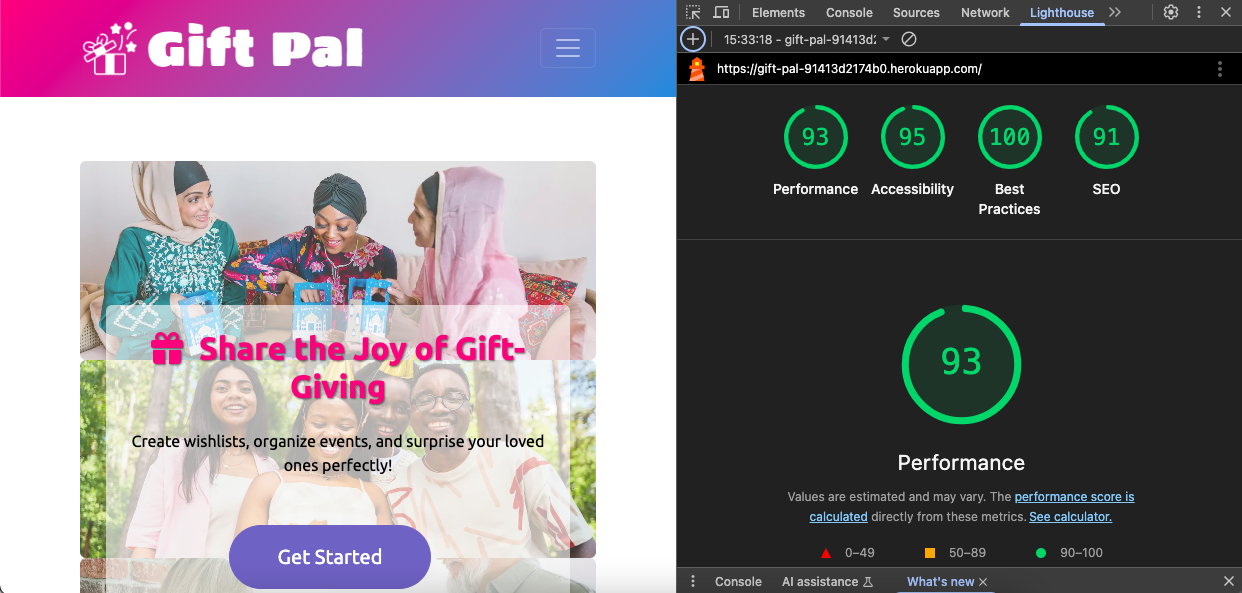 Gift Pal
Share the Joy of Gift-
Giving
Create wishlists, organize events, and surprise your loved
ones perfectly!
Get Started
Elements Console Sources Network Lighthouse
15:33:18 - gift-pal-91413d2
https://gift-pal-91413d2174b0.herokuapp.com/
93 95 100 91
Performance Accessibility Best SEO
Practices
93
Performance
Values are estimated and may vary. The performance score is
calculated directly from these metrics. See calculator.
0–49 50–89 90–100
Console AI assistance What's new